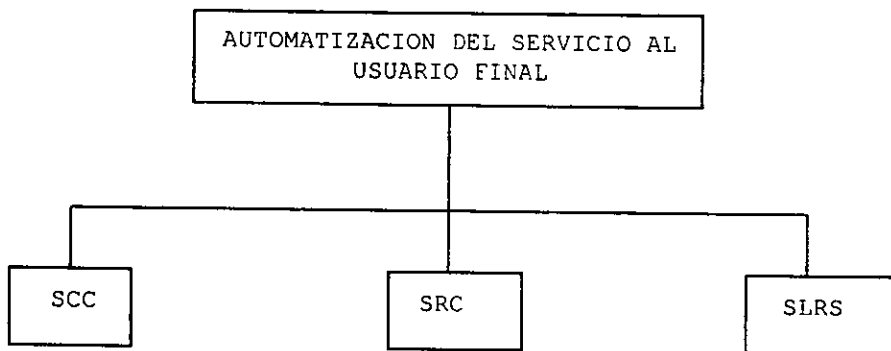 AUTOMATIZACION DEL SERVICIO AL
USUARIO FINAL
SCC
SRC
SLRS